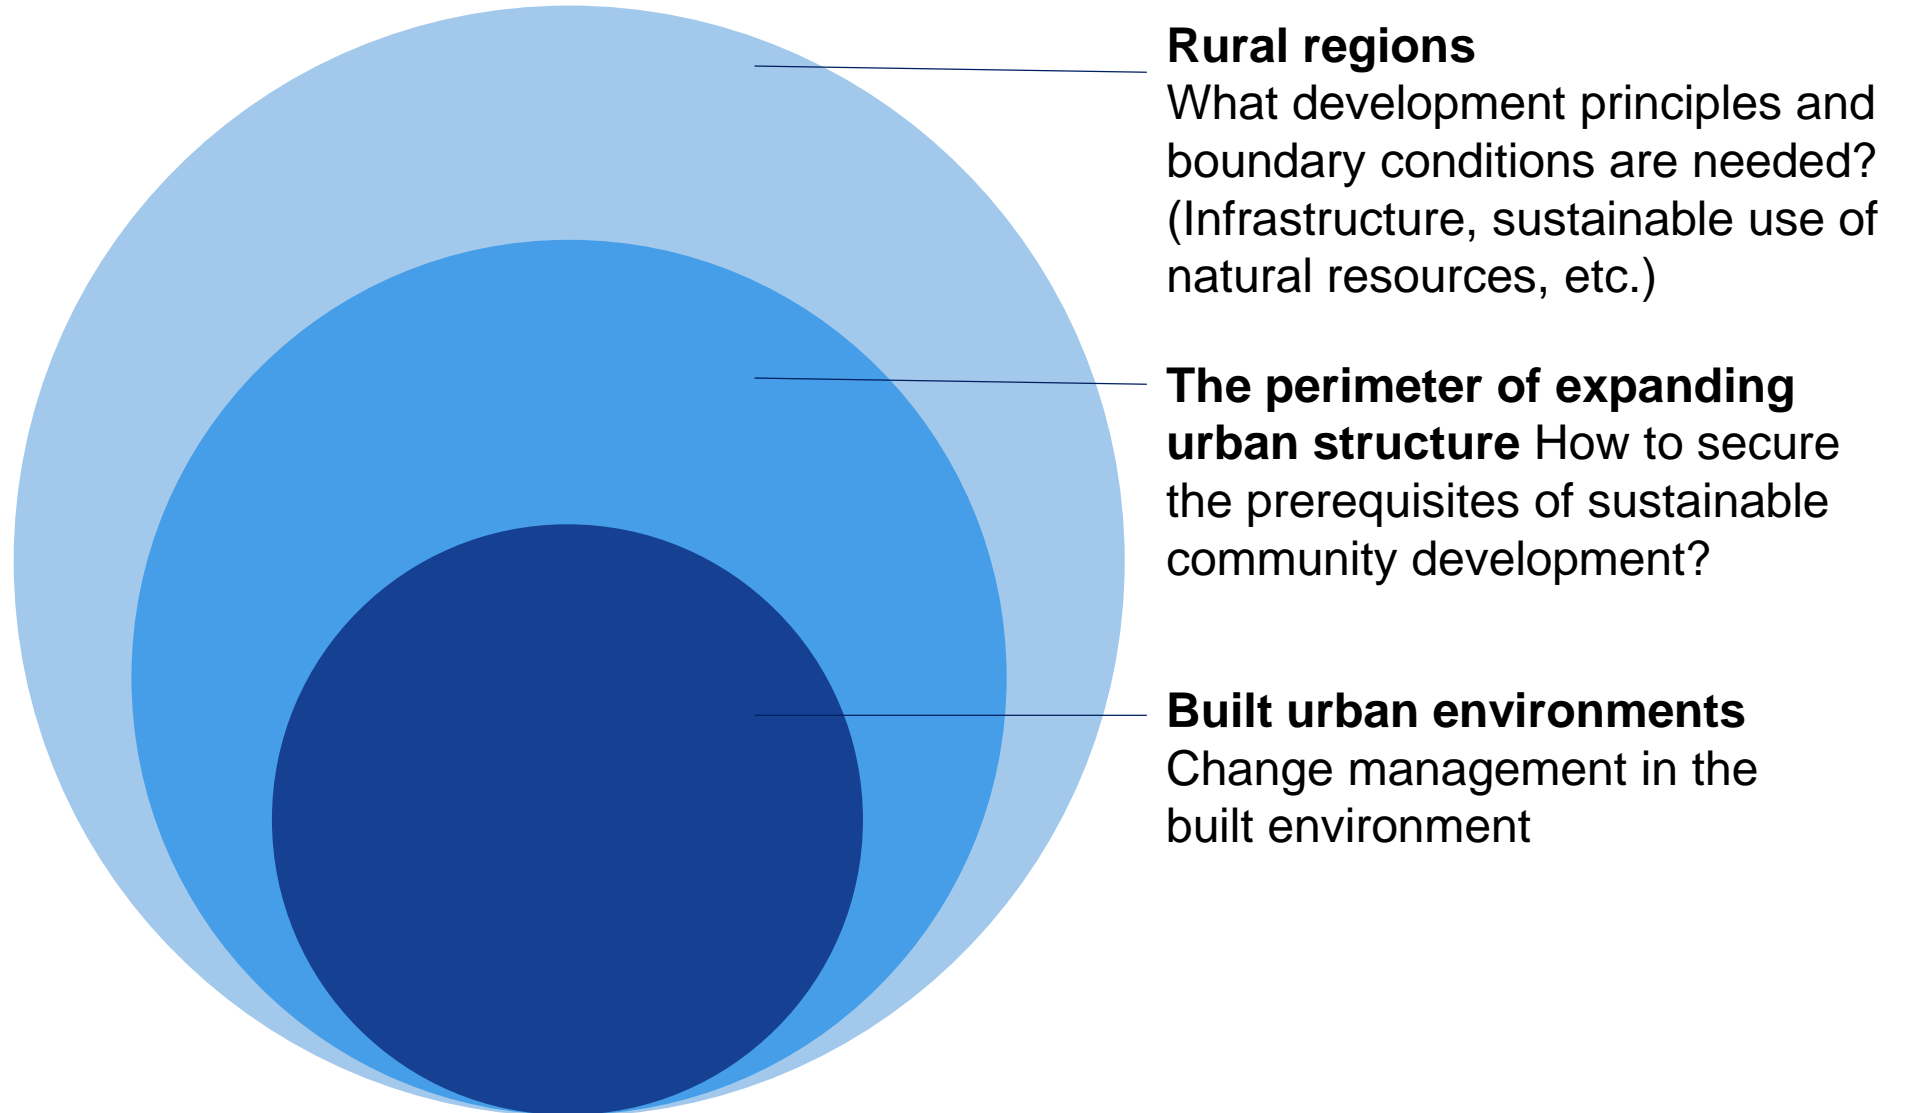 Rural regions
What development principles and
boundary conditions are needed?
(Infrastructure, sustainable use of
natural resources, etc.)
The perimeter of expanding
urban structure How to secure
the prerequisites of sustainable
community development?
Built urban environments
Change management in the
built environment